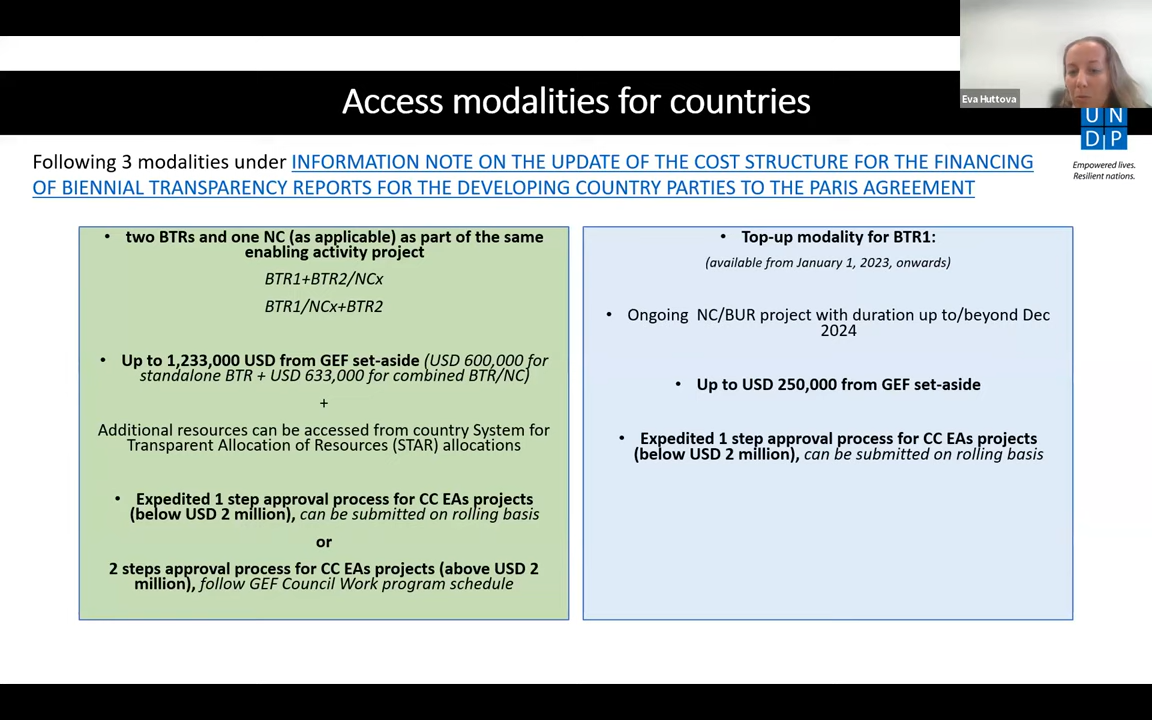 Access modalities for countries
Eva Huttova
U N
D P
Empowered lives.
Resilient nations.
Following 3 modalities under INFORMATION NOTE ON THE UPDATE OF THE COST STRUCTURE FOR THE FINANCING
OF BIENNIAL TRANSPARENCY REPORTS FOR THE DEVELOPING COUNTRY PARTIES TO THE PARIS AGREEMENT
• two BTRs and one NC (as applicable) as part of the same
enabling activity project
BTR1+BTR2/NCx
BTR1/NCx+BTR2
• Up to 1,233,000 USD from GEF set-aside (USD 600,000 for
standalone BTR + USD 633,000 for combined BTR/NC)
+
Additional resources can be accessed from country System for
Transparent Allocation of Resources (STAR) allocations
• Expedited 1 step approval process for CC EAs projects
(below USD 2 million), can be submitted on rolling basis
or
2 steps approval process for CC EAs projects (above USD 2
million), follow GEF Council Work program schedule
• Top-up modality for BTR1:
(available from January 1, 2023, onwards)
• Ongoing NC/BUR project with duration up to/beyond Dec
2024
• Up to USD 250,000 from GEF set-aside
• Expedited 1 step approval process for CC EAs projects
(below USD 2 million), can be submitted on rolling basis